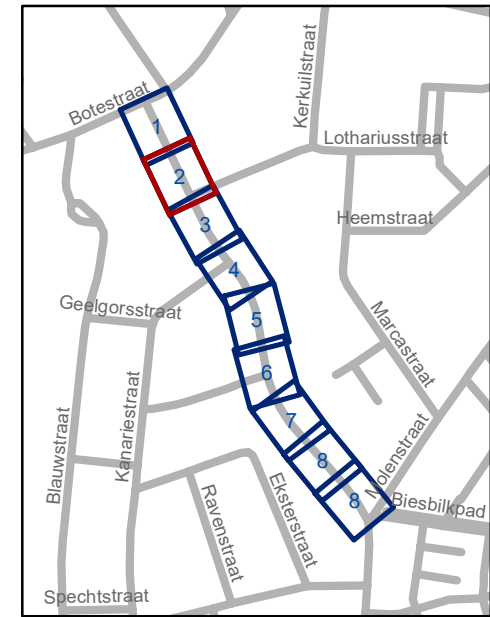 Botestraat
Kerkuilstraat
1
Lothariusstraat
2
3
Heemstraat
4
Geelgorsstraat
5
Marcastraat
6
Kanariestraat
7
Blauwstraat
Molenstraat
8
Eksterstraat
Ravenstraat
8
Biesbilkpad
Spechtstraat